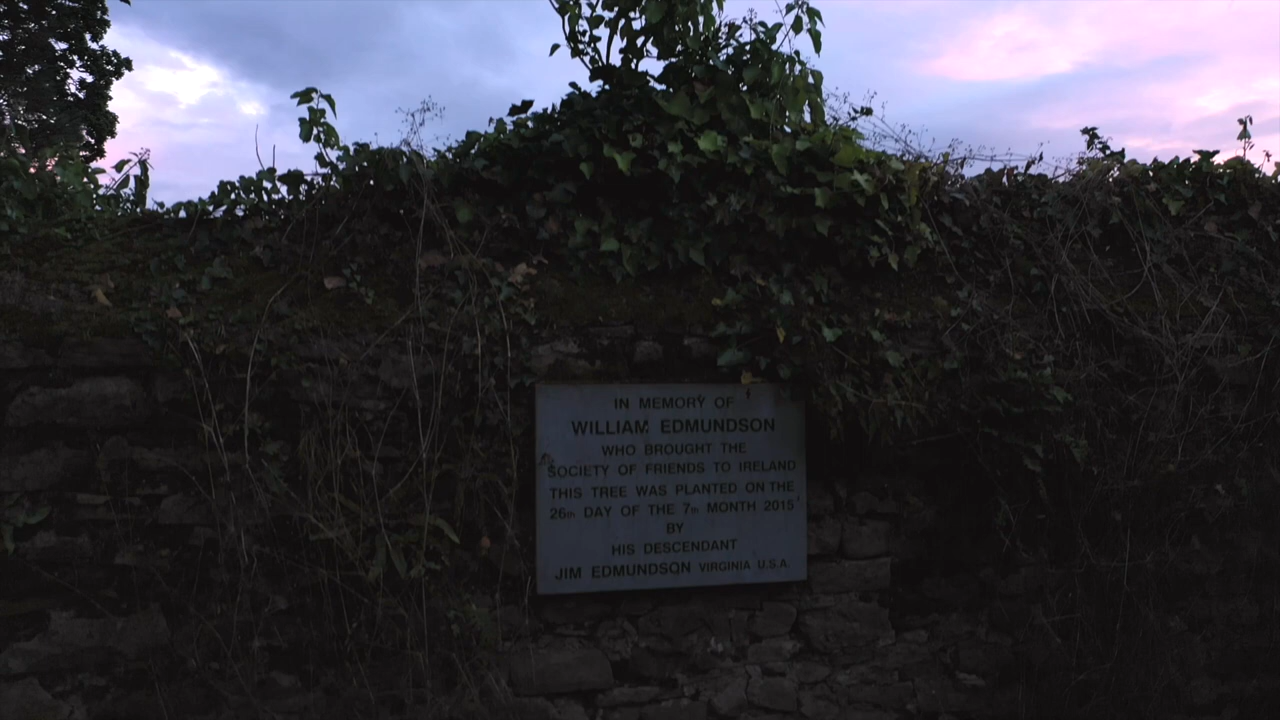 IN MEMORY OF
WILLIAM EDMUNDSON
WHO BROUGHT THE
SOCIETY OF FRIENDS TO IRELAND
THIS TREE WAS PLANTED ON THE
26th DAY OF THE 7th MONTH 2015
BY
HIS DESCENDANT
JIM EDMUNDSON VIRGINIA U.S.A.